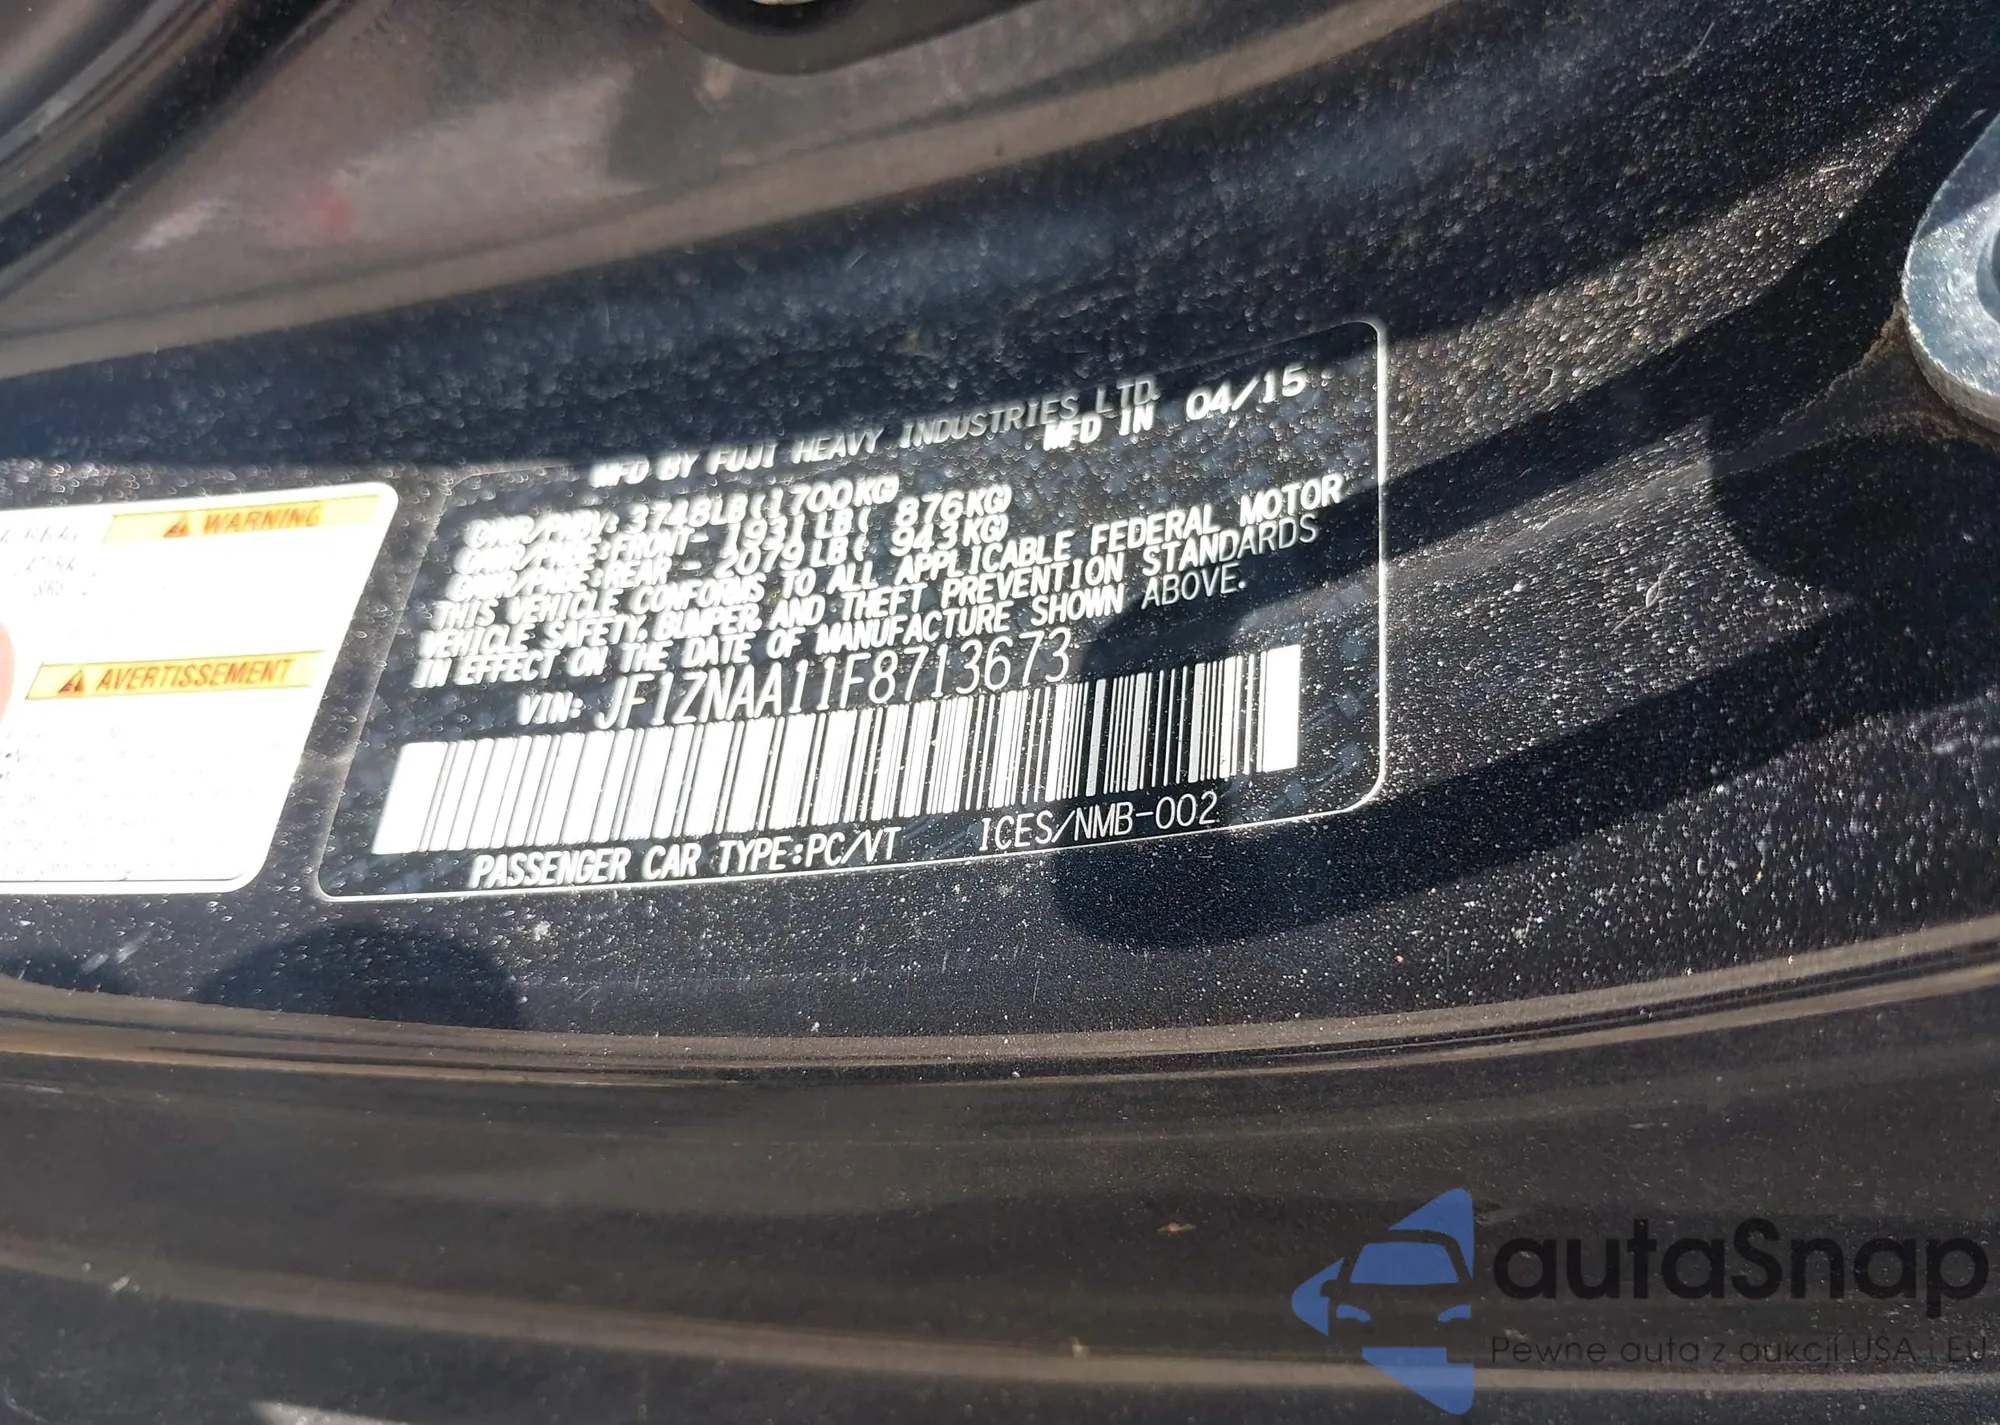 MFD BY FUJI HEAVY INDUSTRIES LTD.
MFD IN 04/15
GVWR/PNBV: 3748LB(1700KG)
GAWR/PNBE:FRONT- 1931LB( 876KG)
GAWR/PNBE:REAR - 2079LB( 943KG)
THIS VEHICLE CONFORMS TO ALL APPLICABLE FEDERAL MOTOR
VEHICLE SAFETY, BUMPER AND THEFT PREVENTION STANDARDS
IN EFFECT ON THE DATE OF MANUFACTURE SHOWN ABOVE.
VIN: JF1ZNAA11F8713673
PASSENGER CAR TYPE:PC/VT ICES/NMB-002
WARNING
AVERTISSEMENT
autaSnap
Pewne auta z aukcji USA i EU